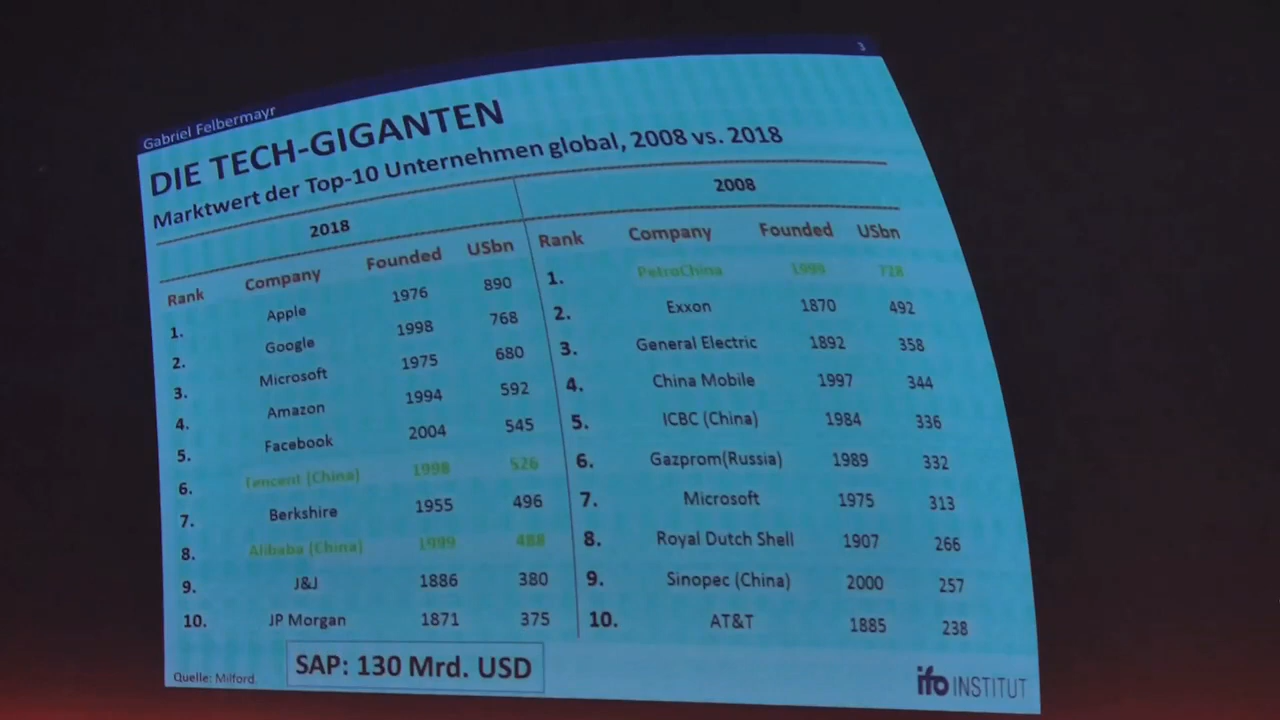 Gabriel Felbermayr
3
DIE TECH-GIGANTEN
Marktwert der Top-10 Unternehmen global, 2008 vs. 2018
2018
Rank Company Founded USbn
1. Apple 1976 890
2. Google 1998 768
3. Microsoft 1975 680
4. Amazon 1994 592
5. Facebook 2004 545
6. Tencent (China) 1998 526
7. Berkshire 1955 496
8. Alibaba (China) 1999 488
9. J&J 1886 380
10. JP Morgan 1871 375
2008
Rank Company Founded USbn
1. PetroChina 1999 728
2. Exxon 1870 492
3. General Electric 1892 358
4. China Mobile 1997 344
5. ICBC (China) 1984 336
6. Gazprom(Russia) 1989 332
7. Microsoft 1975 313
8. Royal Dutch Shell 1907 266
9. Sinopec (China) 2000 257
10. AT&T 1885 238
SAP: 130 Mrd. USD
Quelle: Milford.
ifo INSTITUT